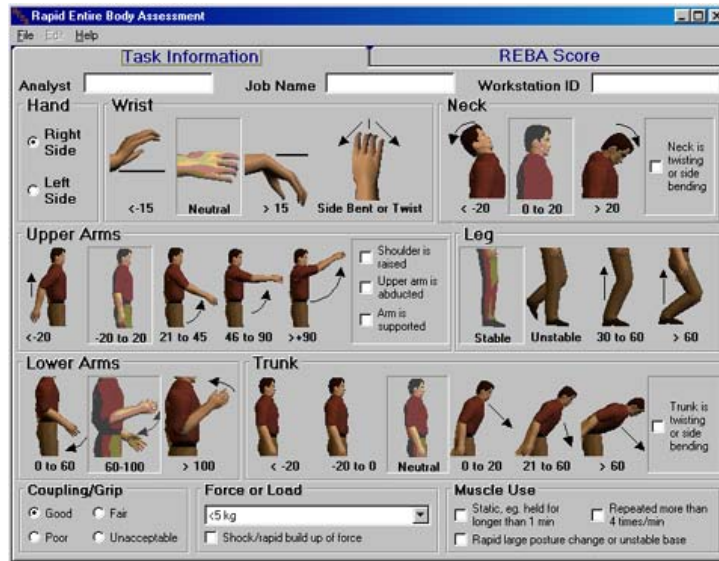 Rapid Entire Body Assessment
File Edit Help
Task Information REBA Score
Analyst Job Name Workstation ID
Hand
Right Side
Left Side
Wrist
<-15 Neutral > 15 Side Bent or Twist
Neck
< -20 0 to 20 > 20
Neck is
twisting
or side
bending
Upper Arms
<-20 -20 to 20 21 to 45 46 to 90 >+90
Shoulder is
raised
Upper arm is
abducted
Arm is
supported
Leg
Stable Unstable 30 to 60 > 60
Lower Arms
0 to 60 60-100 > 100
Trunk
< -20 -20 to 0 Neutral 0 to 20 21 to 60 > 60
Trunk is
twisting
or side
bending
Coupling/Grip
Good Fair
Poor Unacceptable
Force or Load
<5 kg
Shock/rapid build up of force
Muscle Use
Static, eg. held for
longer than 1 min
Repeated more than
4 times/min
Rapid large posture change or unstable base